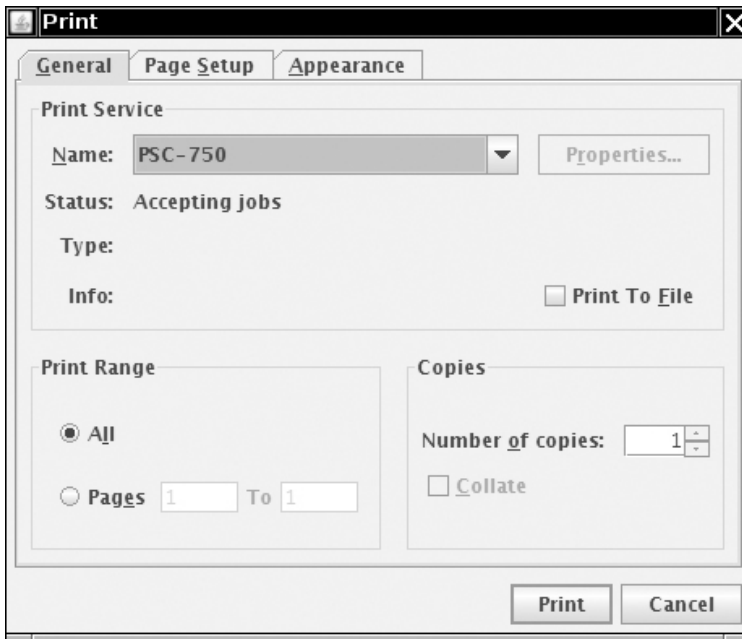 Print
General Page Setup Appearance
Print Service
Name: PSC-750 Properties...
Status: Accepting jobs
Type:
Info: Print To File
Print Range Copies
All Number of copies: 1
Collate
Pages 1 To 1
Print Cancel